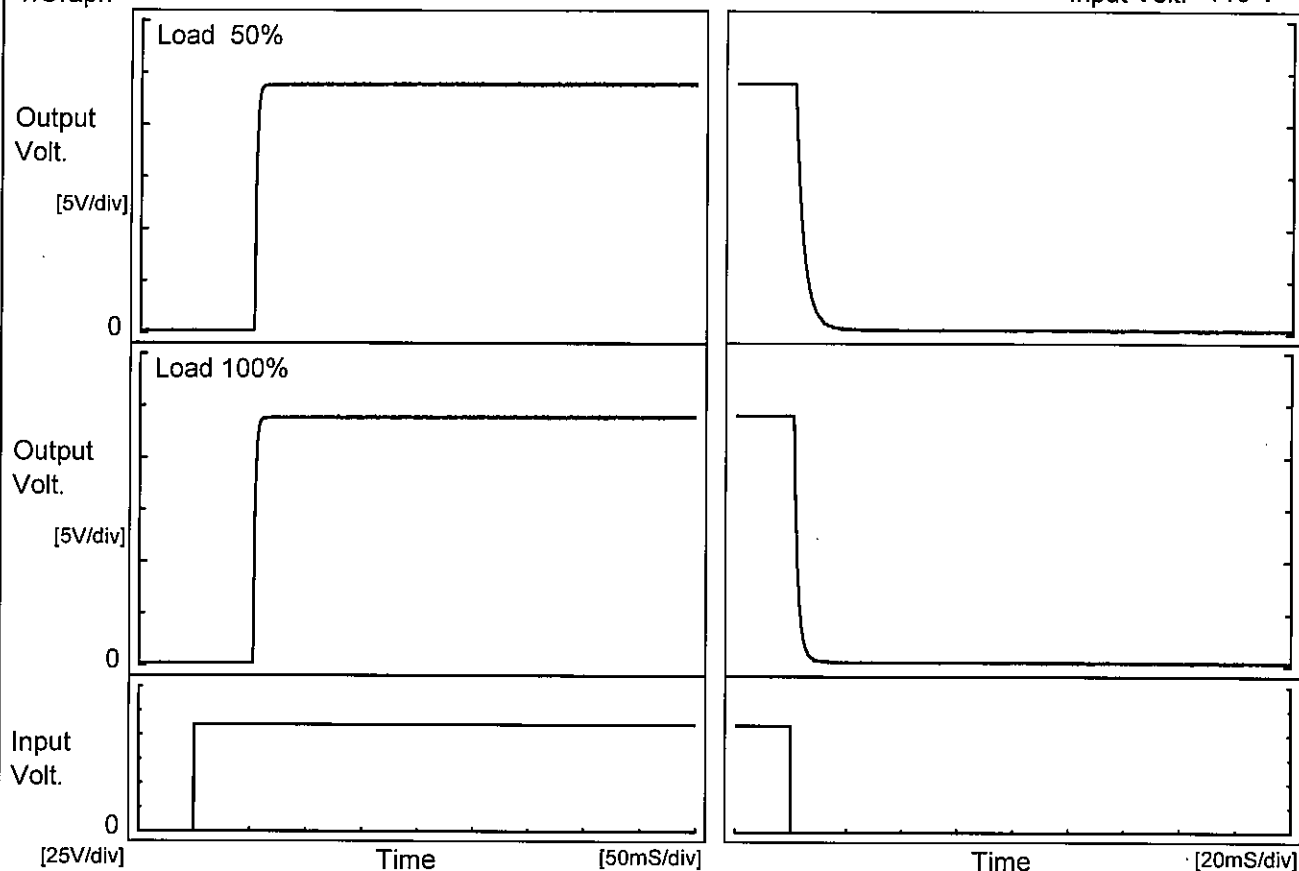 Load 50%
Output
Volt.
[5V/div]
0
Load 100%
Output
Volt.
[5V/div]
0
Input
Volt.
0
[25V/div]
Time
[50mS/div]
Time
[20mS/div]